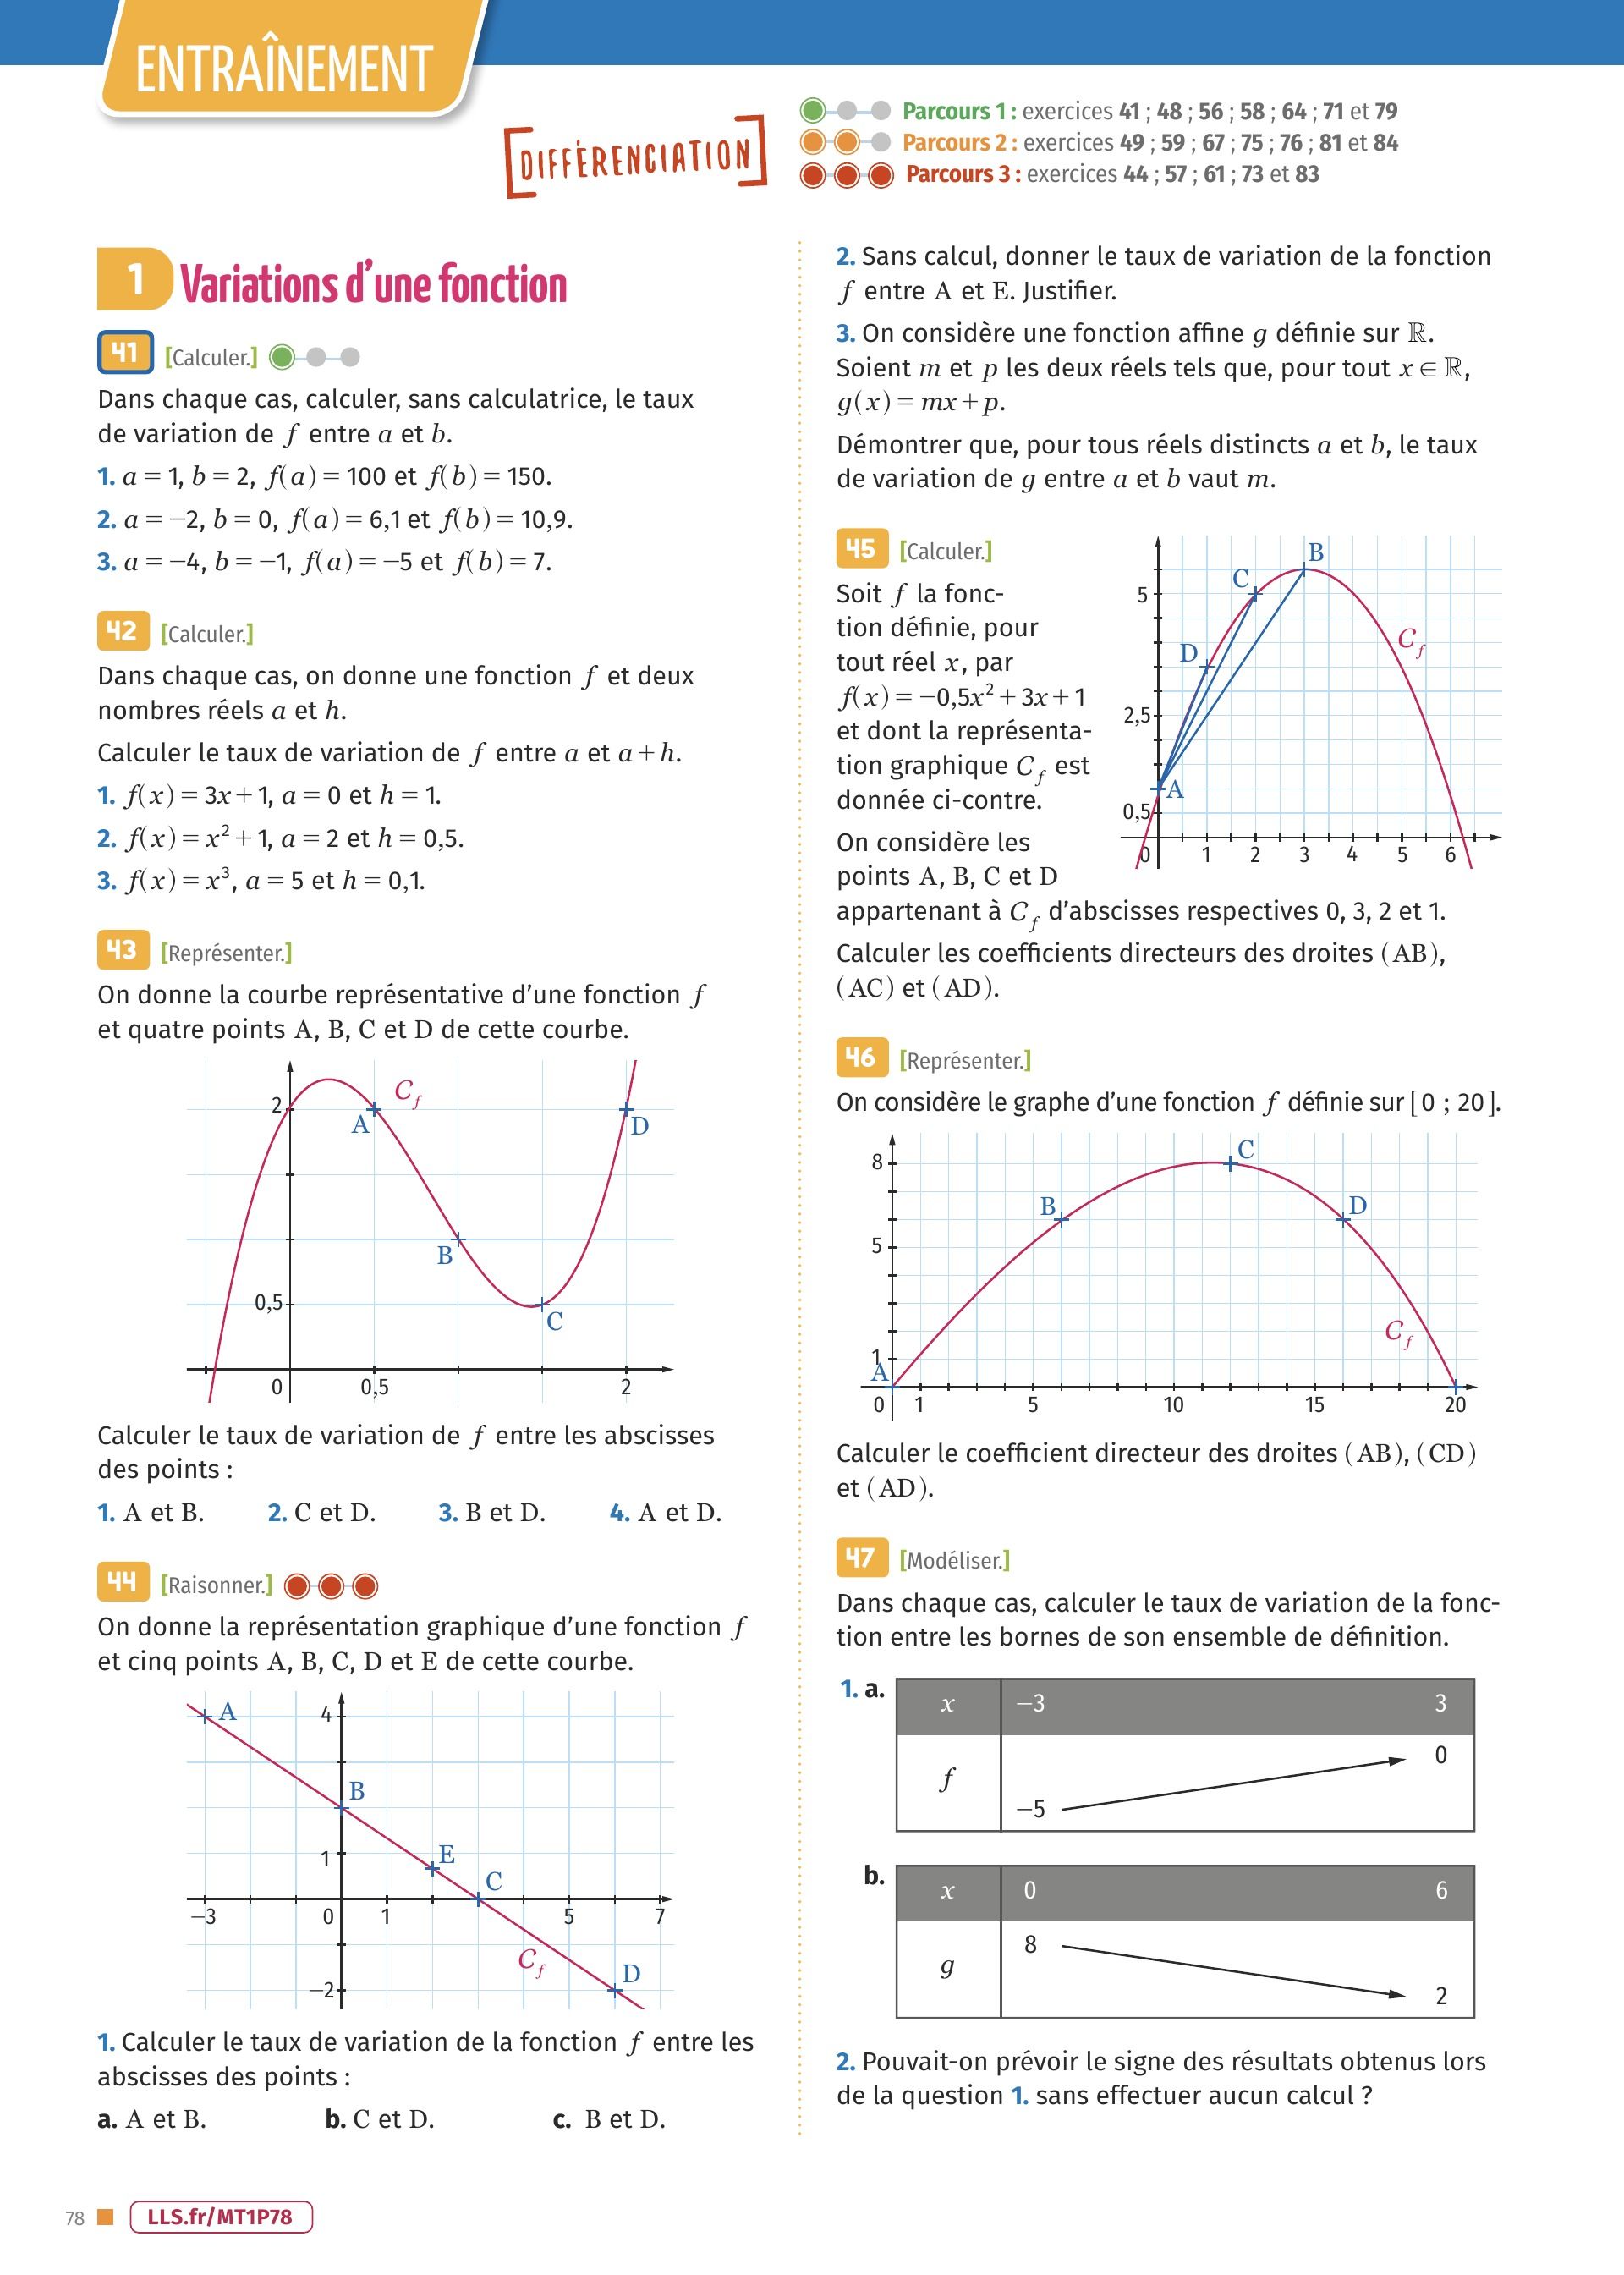 ENTRAÎNEMENT
DIFFÉRENCIATION
Parcours 1 : exercices 41 ; 48 ; 56 ; 58 ; 64 ; 71 et 79
Parcours 2 : exercices 49 ; 59 ; 67 ; 75 ; 76 ; 81 et 84
Parcours 3 : exercices 44 ; 57 ; 61 ; 73 et 83
1 Variations d’une fonction
41 [Calculer.]
Dans chaque cas, calculer, sans calculatrice, le taux
de variation de f entre a et b.
1. a = 1, b = 2, f(a) = 100 et f(b) = 150.
2. a = −2, b = 0, f(a) = 6,1 et f(b) = 10,9.
3. a = −4, b = −1, f(a) = −5 et f(b) = 7.
42 [Calculer.]
Dans chaque cas, on donne une fonction f et deux
nombres réels a et h.
Calculer le taux de variation de f entre a et a + h.
1. f(x) = 3x + 1, a = 0 et h = 1.
2. f(x) = x² + 1, a = 2 et h = 0,5.
3. f(x) = x³, a = 5 et h = 0,1.
43 [Représenter.]
On donne la courbe représentative d’une fonction f
et quatre points A, B, C et D de cette courbe.
C_f
2
A
D
B
0,5
C
0 0,5 2
Calculer le taux de variation de f entre les abscisses
des points :
1. A et B. 2. C et D. 3. B et D. 4. A et D.
44 [Raisonner.]
On donne la représentation graphique d’une fonction f
et cinq points A, B, C, D et E de cette courbe.
A
4
B
1
E
C
−3 0 1 5 7
C_f
D
−2
1. Calculer le taux de variation de la fonction f entre les
abscisses des points :
a. A et B. b. C et D. c. B et D.
2. Sans calcul, donner le taux de variation de la fonction
f entre A et E. Justifier.
3. On considère une fonction affine g définie sur ℝ.
Soient m et p les deux réels tels que, pour tout x ∈ ℝ,
g(x) = mx + p.
Démontrer que, pour tous réels distincts a et b, le taux
de variation de g entre a et b vaut m.
45 [Calculer.]
Soit f la fonc-
tion définie, pour
tout réel x, par
f(x) = −0,5x² + 3x + 1
et dont la représenta-
tion graphique C_f est
donnée ci-contre.
On considère les
points A, B, C et D
appartenant à C_f d’abscisses respectives 0, 3, 2 et 1.
B
C
5
C_f
D
2,5
A
0,5
0 1 2 3 4 5 6
Calculer les coefficients directeurs des droites (AB),
(AC) et (AD).
46 [Représenter.]
On considère le graphe d’une fonction f définie sur [0 ; 20].
C
8
B
D
5
C_f
1
A
0 1 5 10 15 20
Calculer le coefficient directeur des droites (AB), (CD)
et (AD).
47 [Modéliser.]
Dans chaque cas, calculer le taux de variation de la fonc-
tion entre les bornes de son ensemble de définition.
1. a.
x −3 3
0
f
−5
b.
x 0 6
8
g
2
2. Pouvait-on prévoir le signe des résultats obtenus lors
de la question 1. sans effectuer aucun calcul ?
78 LLS.fr/MT1P78